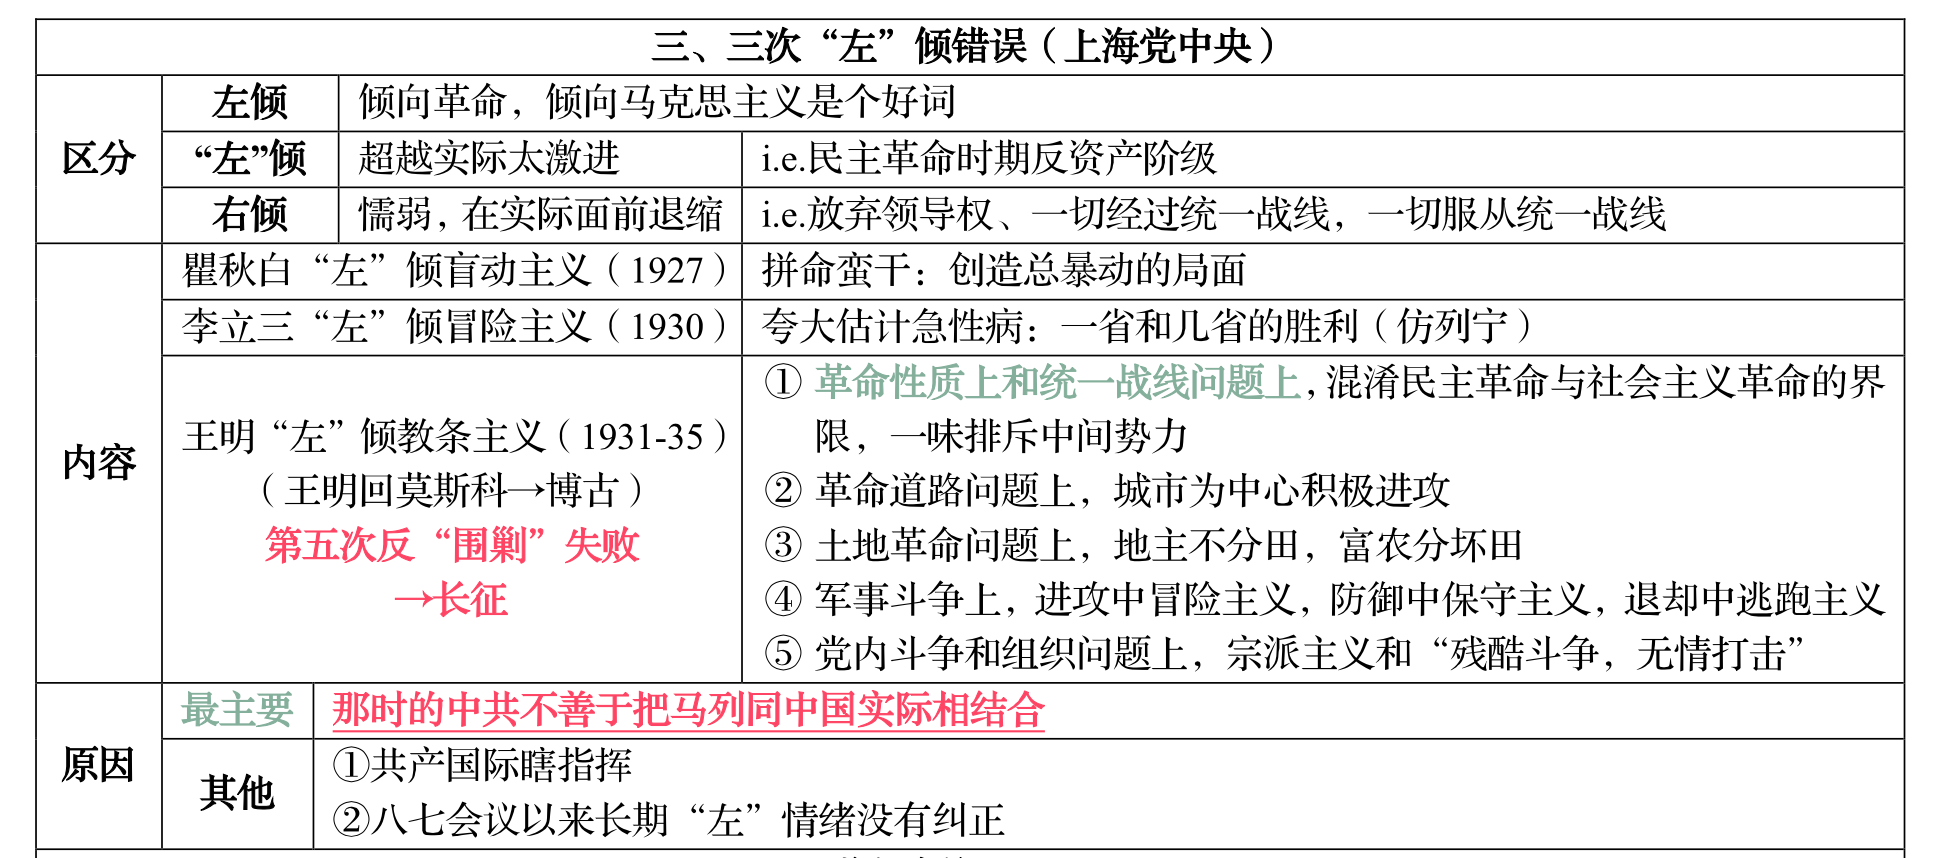 三、三次“左”倾错误（上海党中央）
区分
左倾
倾向革命，倾向马克思主义是个好词
“左”倾
超越实际太激进
i.e.民主革命时期反资产阶级
右倾
懦弱，在实际面前退缩
i.e.放弃领导权、一切经过统一战线，一切服从统一战线
内容
瞿秋白“左”倾盲动主义（1927）
拼命蛮干：创造总暴动的局面
李立三“左”倾冒险主义（1930）
夸大估计急性病：一省和几省的胜利（仿列宁）
王明“左”倾教条主义（1931-35）
（王明回莫斯科→博古）
第五次反“围剿”失败
→长征
① 革命性质上和统一战线问题上，混淆民主革命与社会主义革命的界
限，一味排斥中间势力
② 革命道路问题上，城市为中心积极进攻
③ 土地革命问题上，地主不分田，富农分坏田
④ 军事斗争上，进攻中冒险主义，防御中保守主义，退却中逃跑主义
⑤ 党内斗争和组织问题上，宗派主义和“残酷斗争，无情打击”
原因
最主要
那时的中共不善于把马列同中国实际相结合
其他
①共产国际瞎指挥
②八七会议以来长期“左”情绪没有纠正